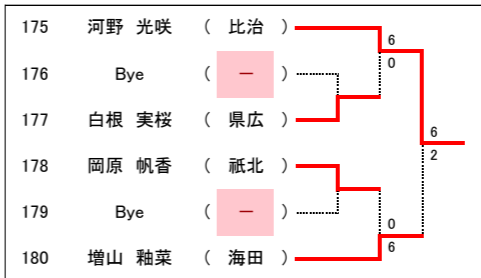 175 河野 光咲 ( 比治 )
6
0
176 Bye ( － )
177 白根 実桜 ( 県広 )
6
2
178 岡原 帆香 ( 祇北 )
179 Bye ( － )
0
6
180 増山 釉菜 ( 海田 )